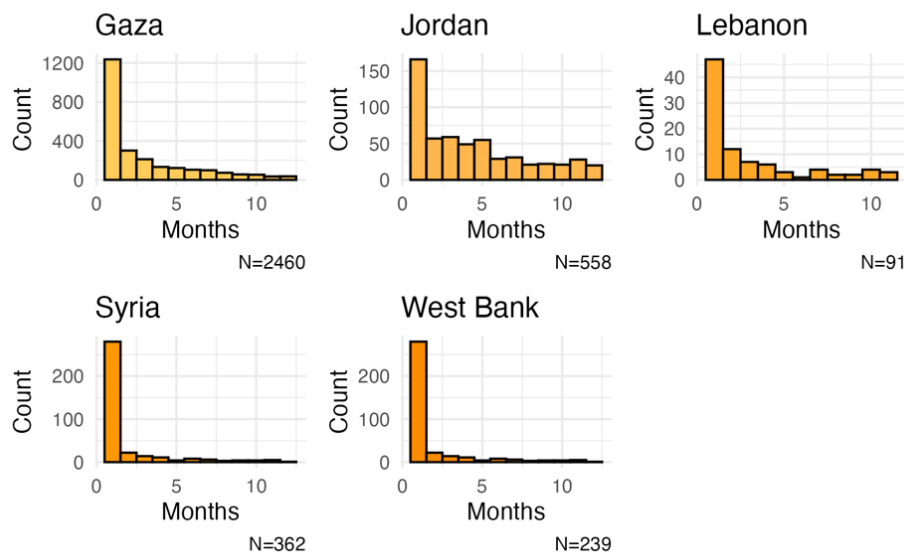 Gaza
Jordan
Lebanon
1200
800
400
0
Count
0 5 10
Months
N=2460
150
100
50
0
Count
0 5 10
Months
N=558
40
30
20
10
0
Count
0 5 10
Months
N=91
Syria
West Bank
200
100
0
Count
0 5 10
Months
N=362
200
100
0
Count
0 5 10
Months
N=239